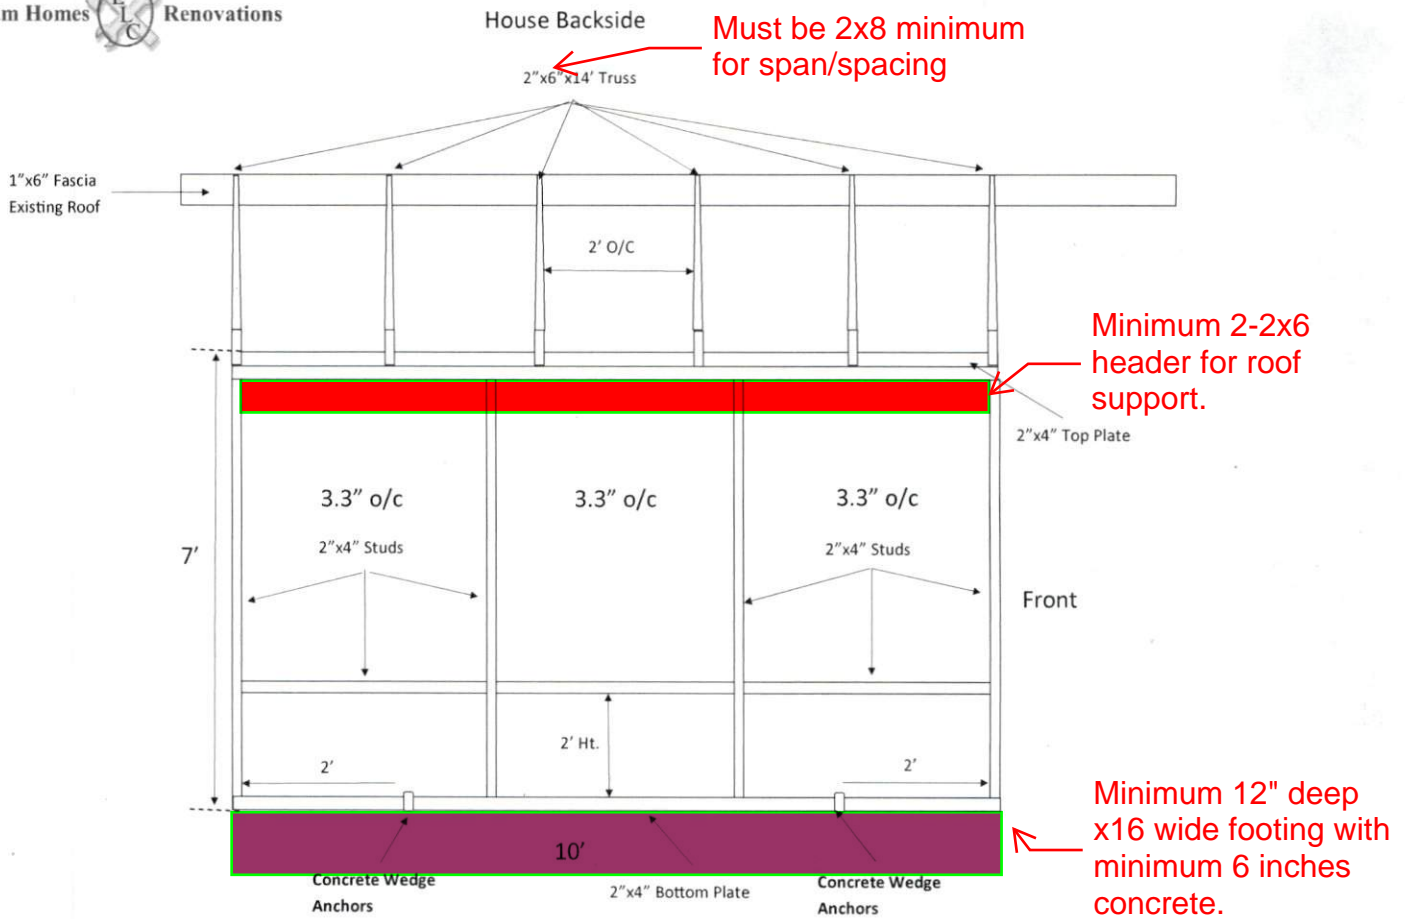 m Homes
L
C
Renovations
House Backside
Must be 2x8 minimum
for span/spacing
2"x6"x14' Truss
1"x6" Fascia
Existing Roof
2' O/C
Minimum 2-2x6
header for roof
support.
2"x4" Top Plate
3.3" o/c
3.3" o/c
3.3" o/c
7'
2"x4" Studs
2"x4" Studs
Front
2' Ht.
2'
2'
10'
Minimum 12" deep
x16 wide footing with
minimum 6 inches
concrete.
Concrete Wedge
Anchors
2"x4" Bottom Plate
Concrete Wedge
Anchors